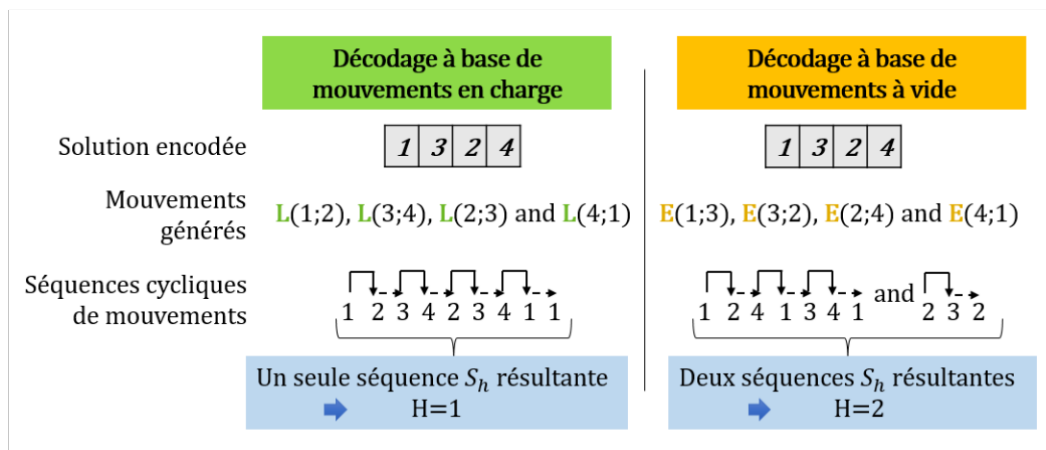 Décodage à base de
mouvements en charge
Décodage à base de
mouvements à vide
Solution encodée
1 3 2 4
1 3 2 4
Mouvements
générés
L(1;2), L(3;4), L(2;3) and L(4;1)
E(1;3), E(3;2), E(2;4) and E(4;1)
Séquences cycliques
de mouvements
1 2 3 4 2 3 4 1 1
1 2 4 1 3 4 1 and 2 3 2
Un seule séquence S_h résultante
H=1
Deux séquences S_h résultantes
H=2